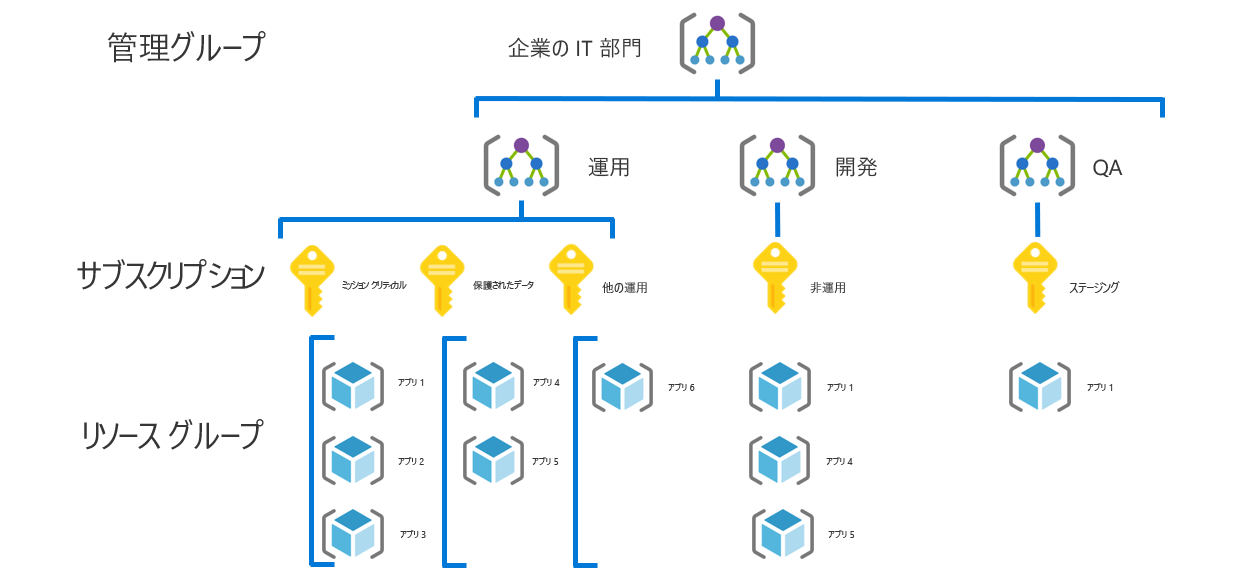 管理グループ
企業の IT 部門
運用
開発
QA
サブスクリプション
ミッション クリティカル
保護されたデータ
他の運用
非運用
ステージング
リソース グループ
アプリ 1
アプリ 4
アプリ 6
アプリ 1
アプリ 1
アプリ 2
アプリ 5
アプリ 4
アプリ 3
アプリ 5